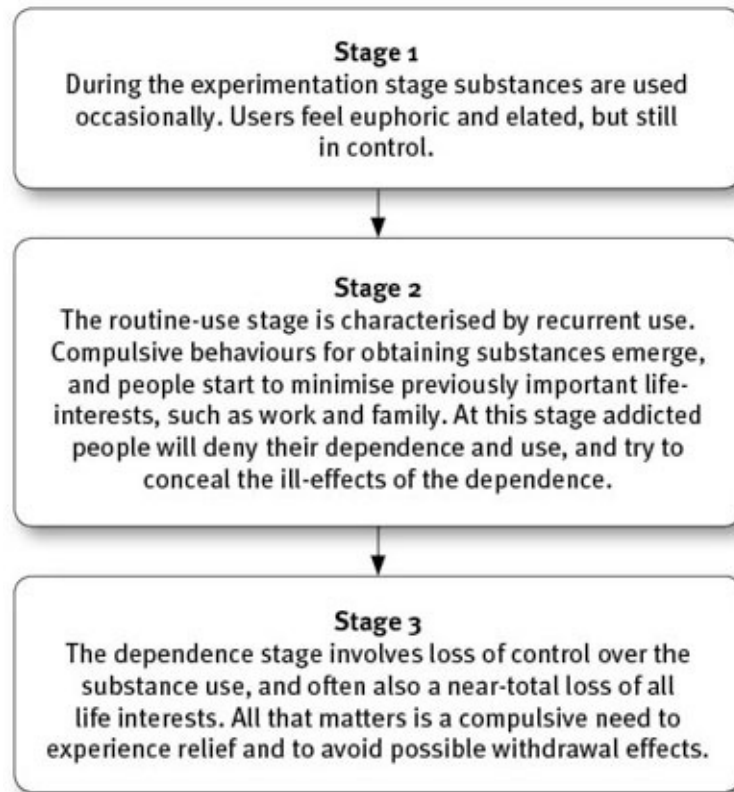 Stage 1
During the experimentation stage substances are used
occasionally. Users feel euphoric and elated, but still
in control.
Stage 2
The routine-use stage is characterised by recurrent use.
Compulsive behaviours for obtaining substances emerge,
and people start to minimise previously important life-
interests, such as work and family. At this stage addicted
people will deny their dependence and use, and try to
conceal the ill-effects of the dependence.
Stage 3
The dependence stage involves loss of control over the
substance use, and often also a near-total loss of all
life interests. All that matters is a compulsive need to
experience relief and to avoid possible withdrawal effects.